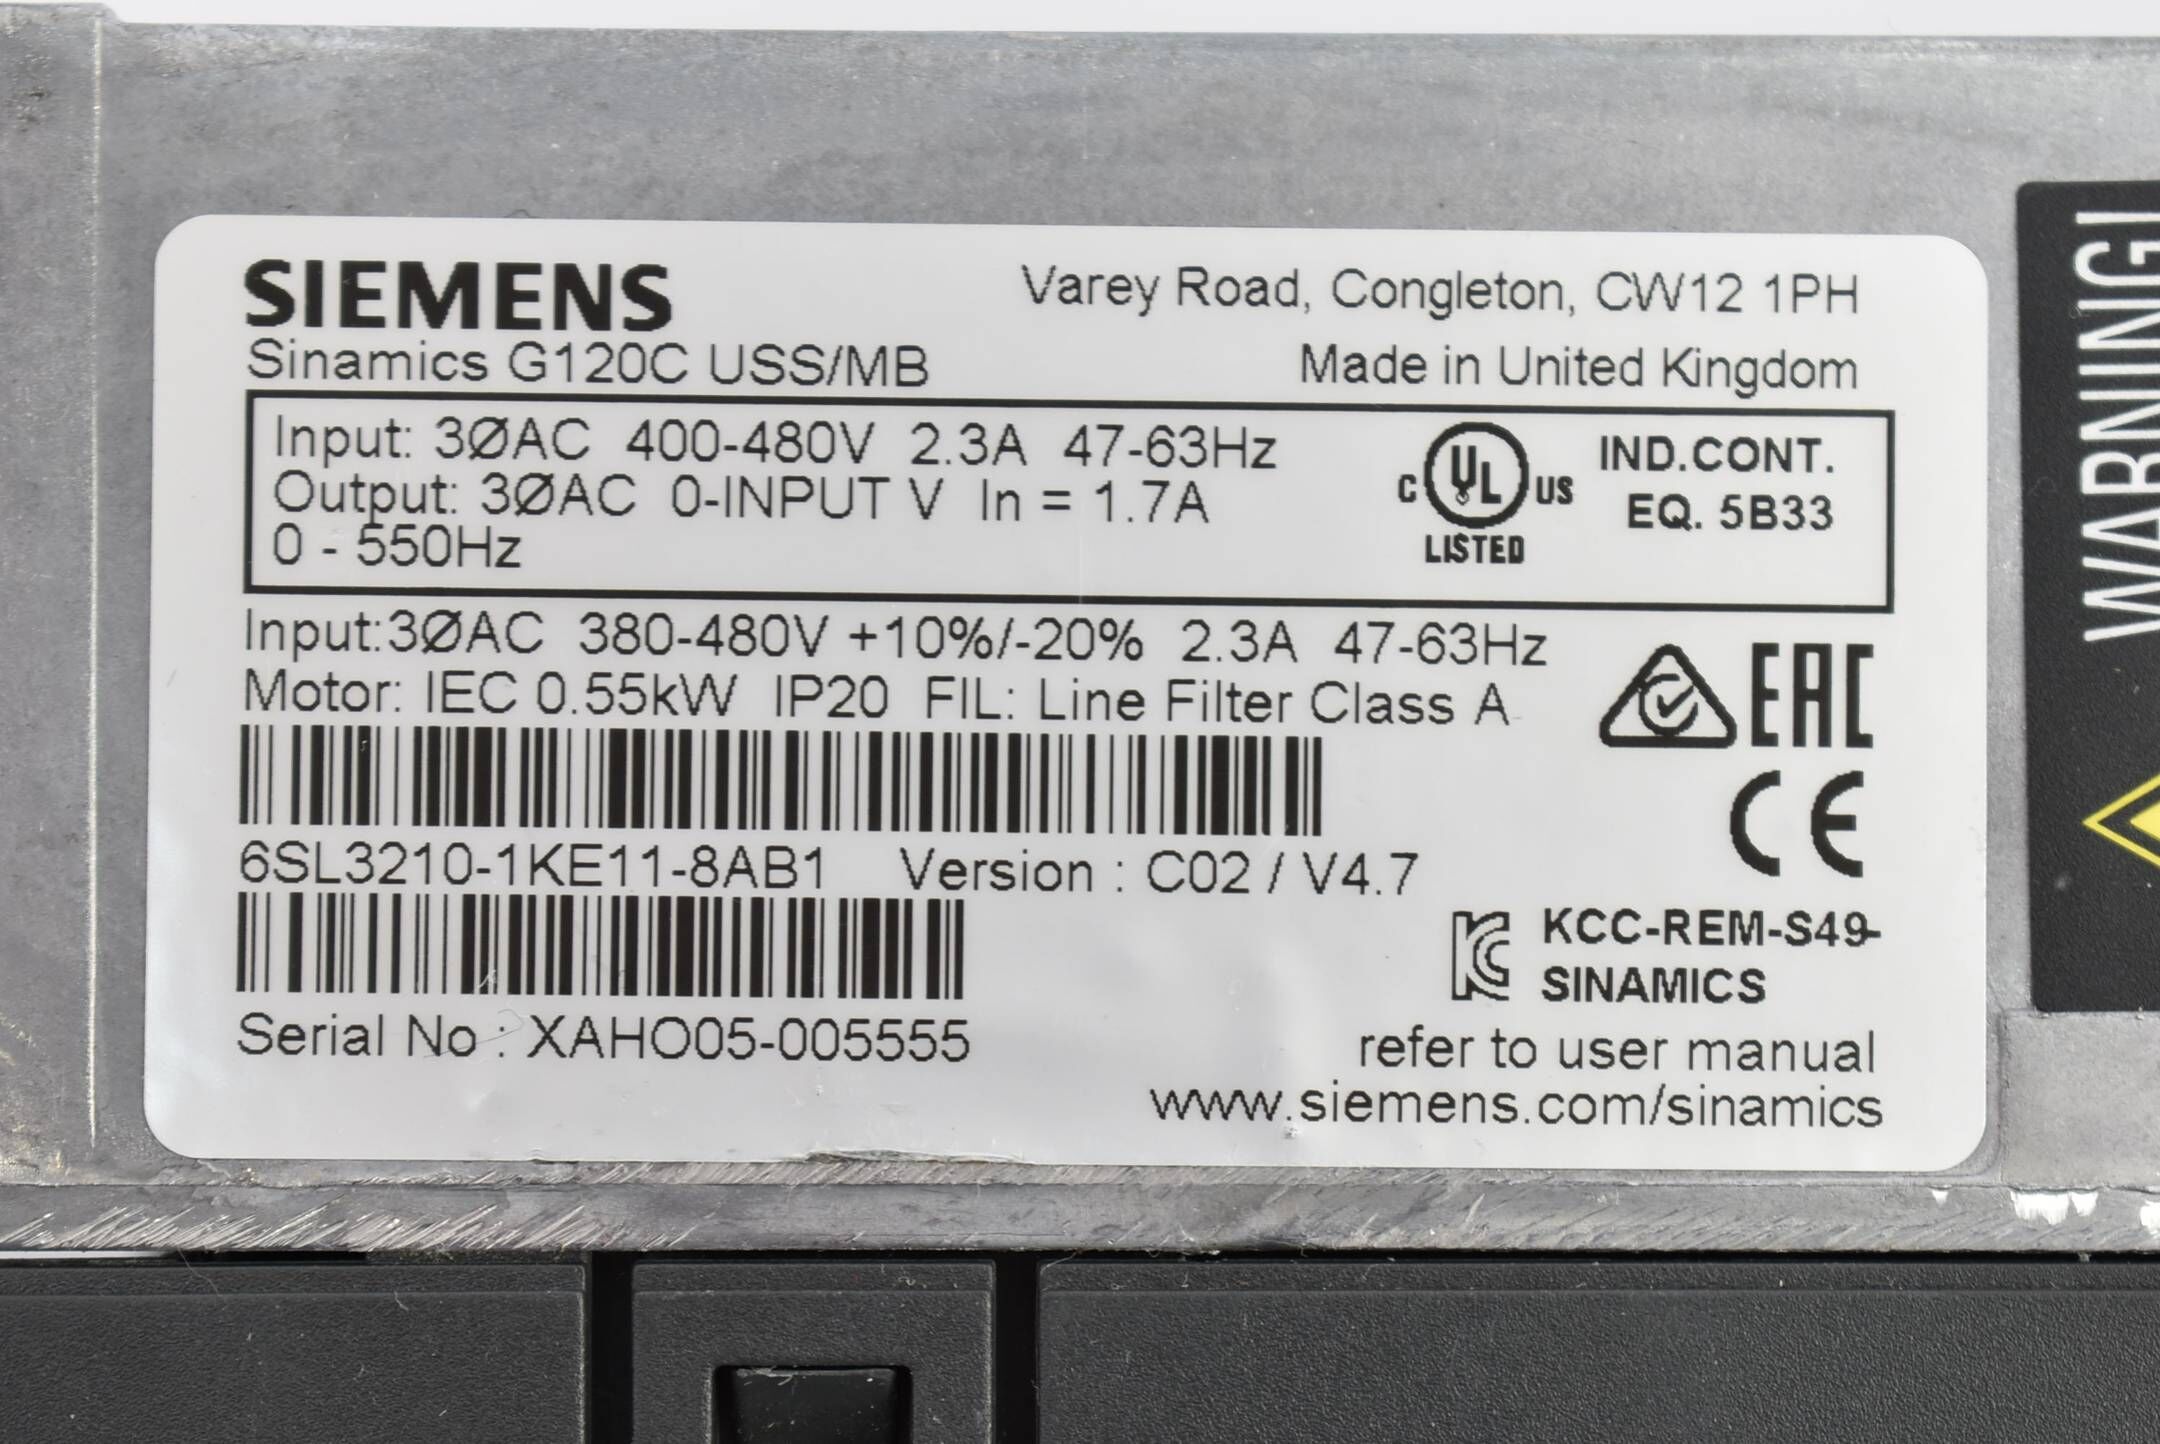 SIEMENS
Varey Road, Congleton, CW12 1PH
Sinamics G120C USS/MB
Made in United Kingdom
Input: 3ØAC 400-480V 2.3A 47-63Hz
Output: 3ØAC 0-INPUT V In = 1.7A
0 - 550Hz
C UL US
LISTED
IND.CONT.
EQ. 5B33
Input:3ØAC 380-480V +10%/-20% 2.3A 47-63Hz
Motor: IEC 0.55kW IP20 FIL: Line Filter Class A
EAC
CE
6SL3210-1KE11-8AB1 Version : C02 / V4.7
KC
KCC-REM-S49-
SINAMICS
Serial No : XAHO05-005555
refer to user manual
www.siemens.com/sinamics
WARNING!